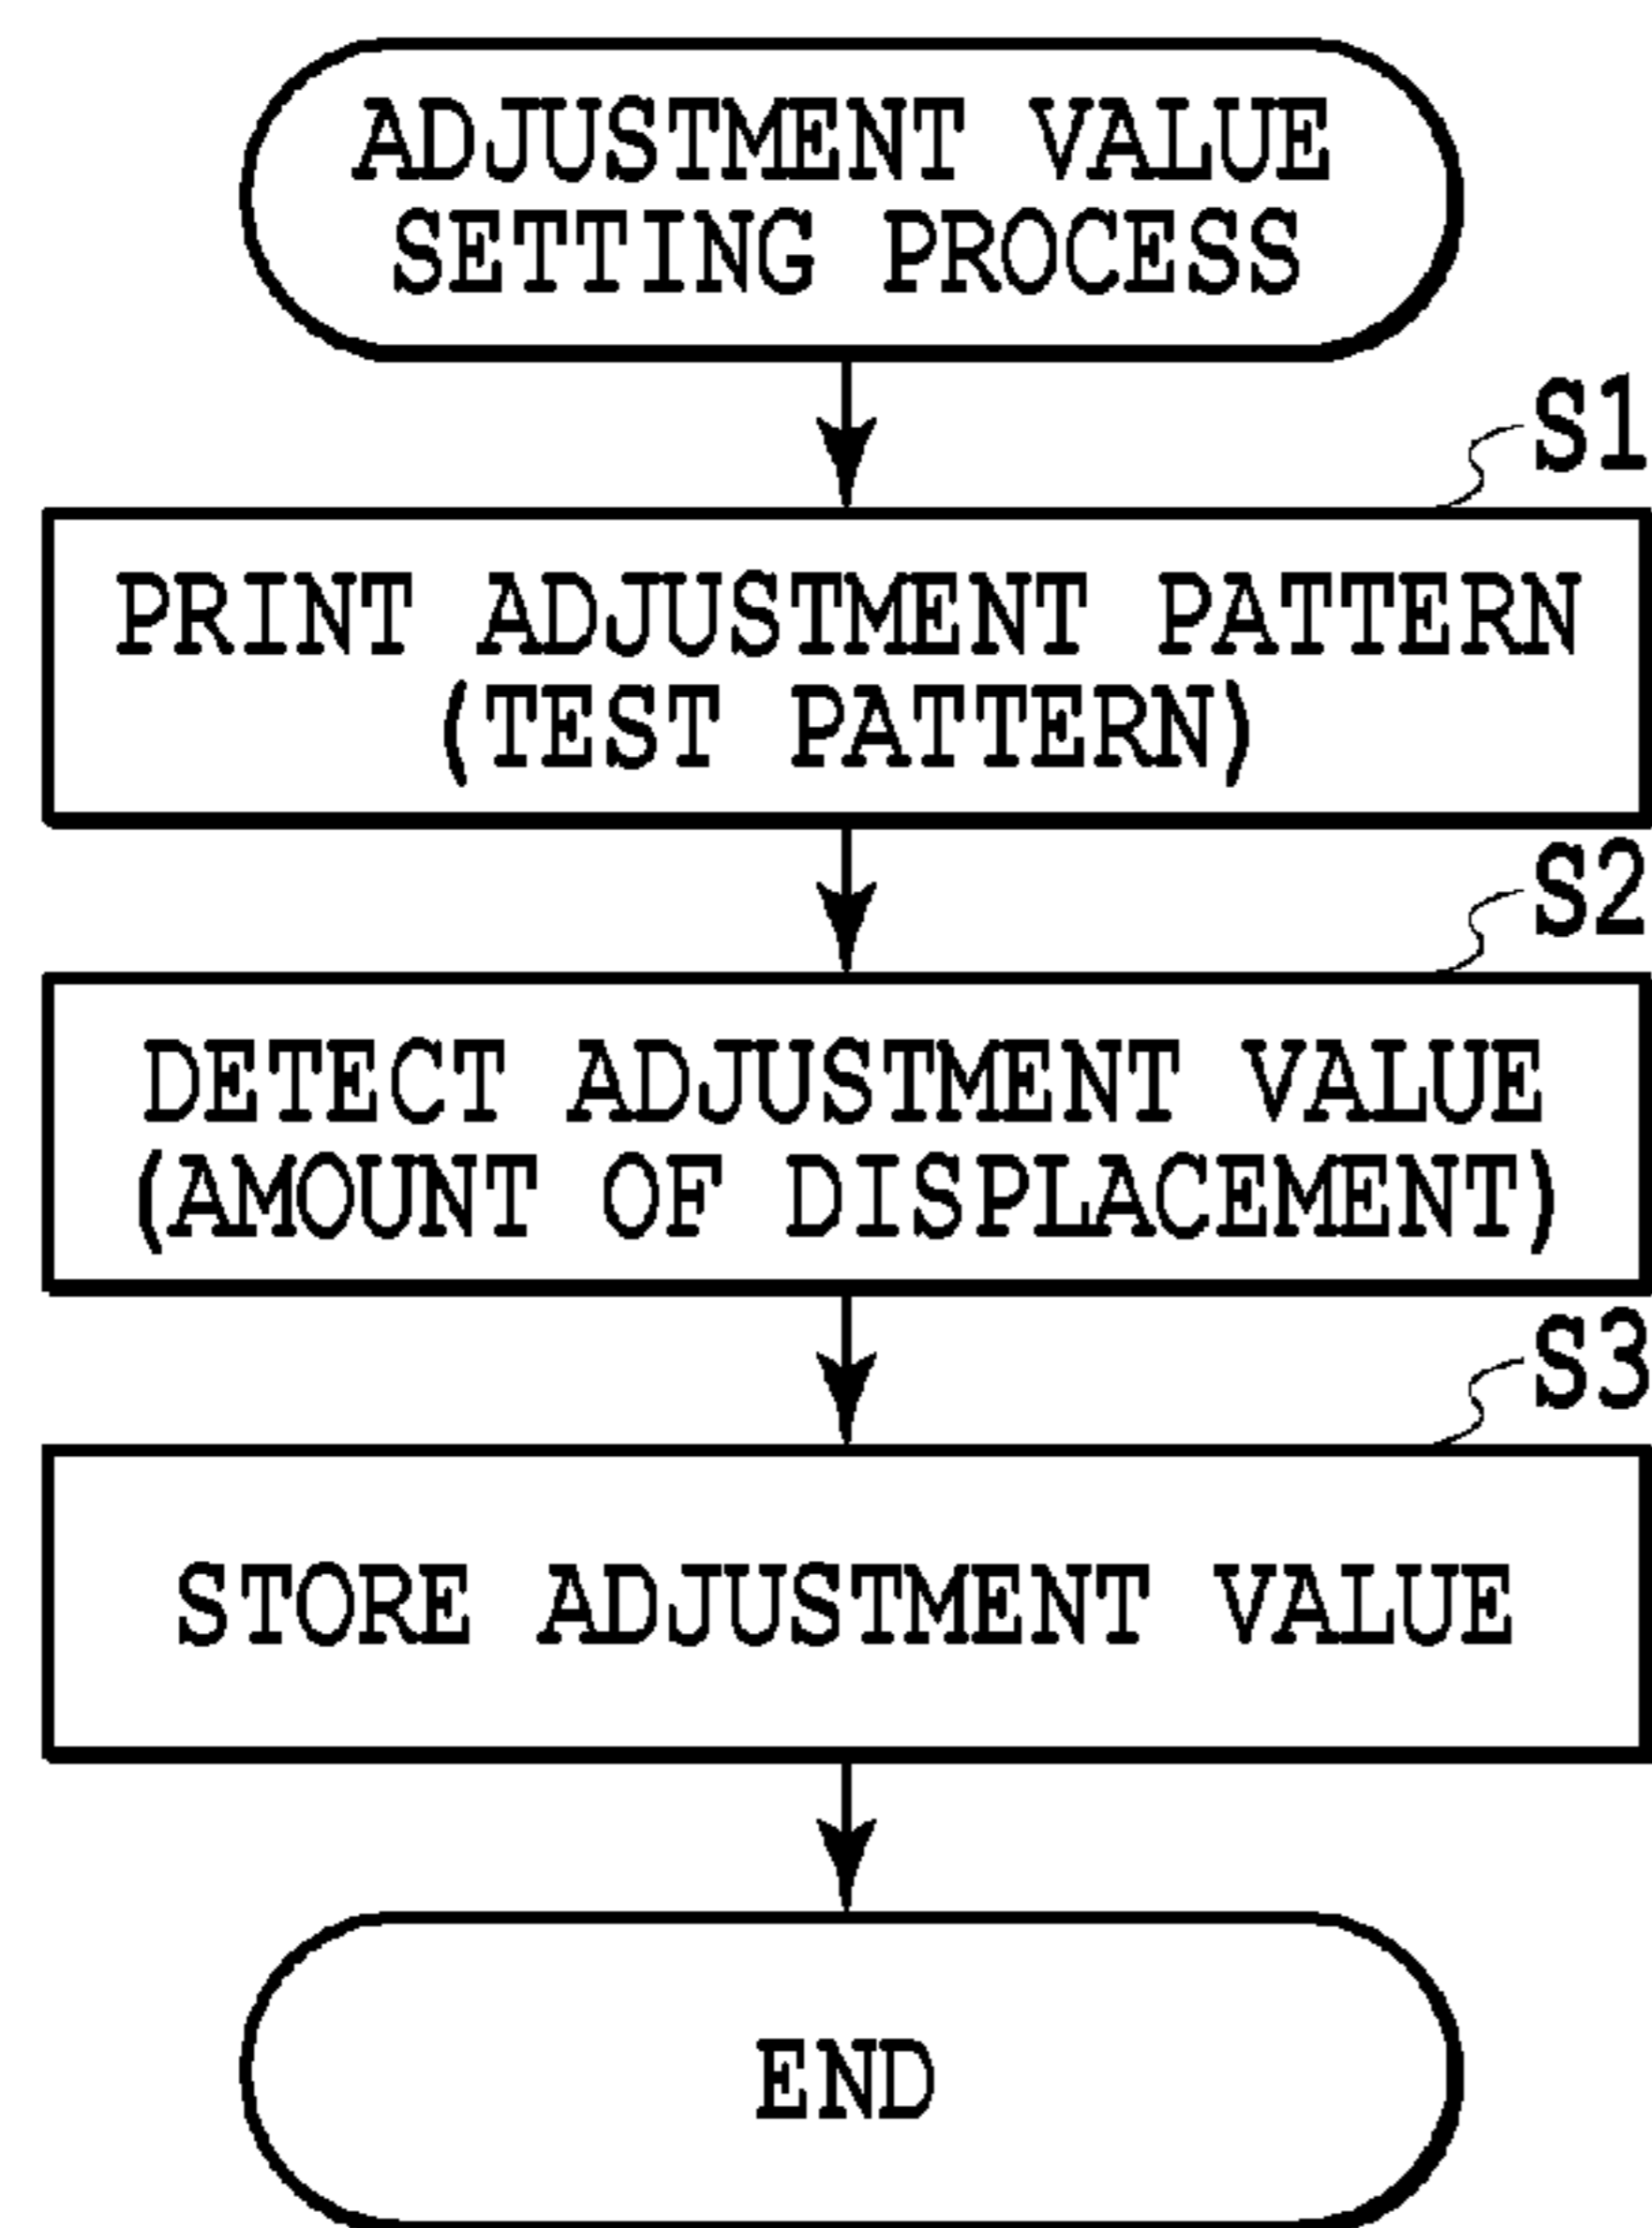 ADJUSTMENT VALUE
SETTING PROCESS
S1
PRINT ADJUSTMENT PATTERN
(TEST PATTERN)
S2
DETECT ADJUSTMENT VALUE
(AMOUNT OF DISPLACEMENT)
S3
STORE ADJUSTMENT VALUE
END